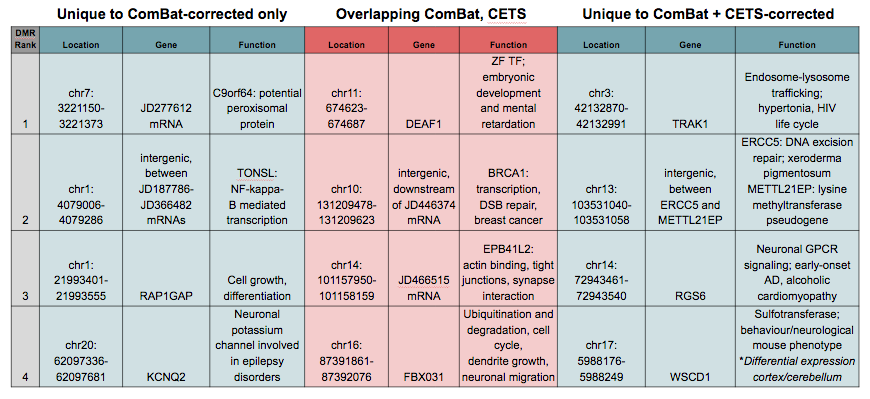 Unique to ComBat-corrected only
Overlapping ComBat, CETS
Unique to ComBat + CETS-corrected
DMR
Rank
Location
Gene
Function
Location
Gene
Function
Location
Gene
Function
1
chr7:
3221150-
3221373
JD277612
mRNA
C9orf64: potential
peroxisomal
protein
chr11:
674623-
674687
DEAF1
ZF TF;
embryonic
development
and mental
retardation
chr3:
42132870-
42132991
TRAK1
Endosome-lysosome
trafficking;
hypertonia, HIV
life cycle
2
chr1:
4079006-
4079286
intergenic,
between
JD187786-
JD366482
mRNAs
TONSL:
NF-kappa-
B mediated
transcription
chr10:
131209478-
131209623
intergenic,
downstream
of JD446374
mRNA
BRCA1:
transcription,
DSB repair,
breast cancer
chr13:
103531040-
103531058
intergenic,
between
ERCC5 and
METTL21EP
ERCC5: DNA excision
repair; xeroderma
pigmentosum
METTL21EP: lysine
methyltransferase
pseudogene
3
chr1:
21993401-
21993555
RAP1GAP
Cell growth,
differentiation
chr14:
101157950-
101158159
JD466515
mRNA
EPB41L2:
actin binding, tight
junctions, synapse
interaction
chr14:
72943461-
72943540
RGS6
Neuronal GPCR
signaling; early-onset
AD, alcoholic
cardiomyopathy
4
chr20:
62097336-
62097681
KCNQ2
Neuronal
potassium
channel involved
in epilepsy
disorders
chr16:
87391861-
87392076
FBX031
Ubiquitination and
degradation, cell
cycle,
dendrite growth,
neuronal migration
chr17:
5988176-
5988249
WSCD1
Sulfotransferase;
behaviour/neurological
mouse phenotype
*Differential expression
cortex/cerebellum